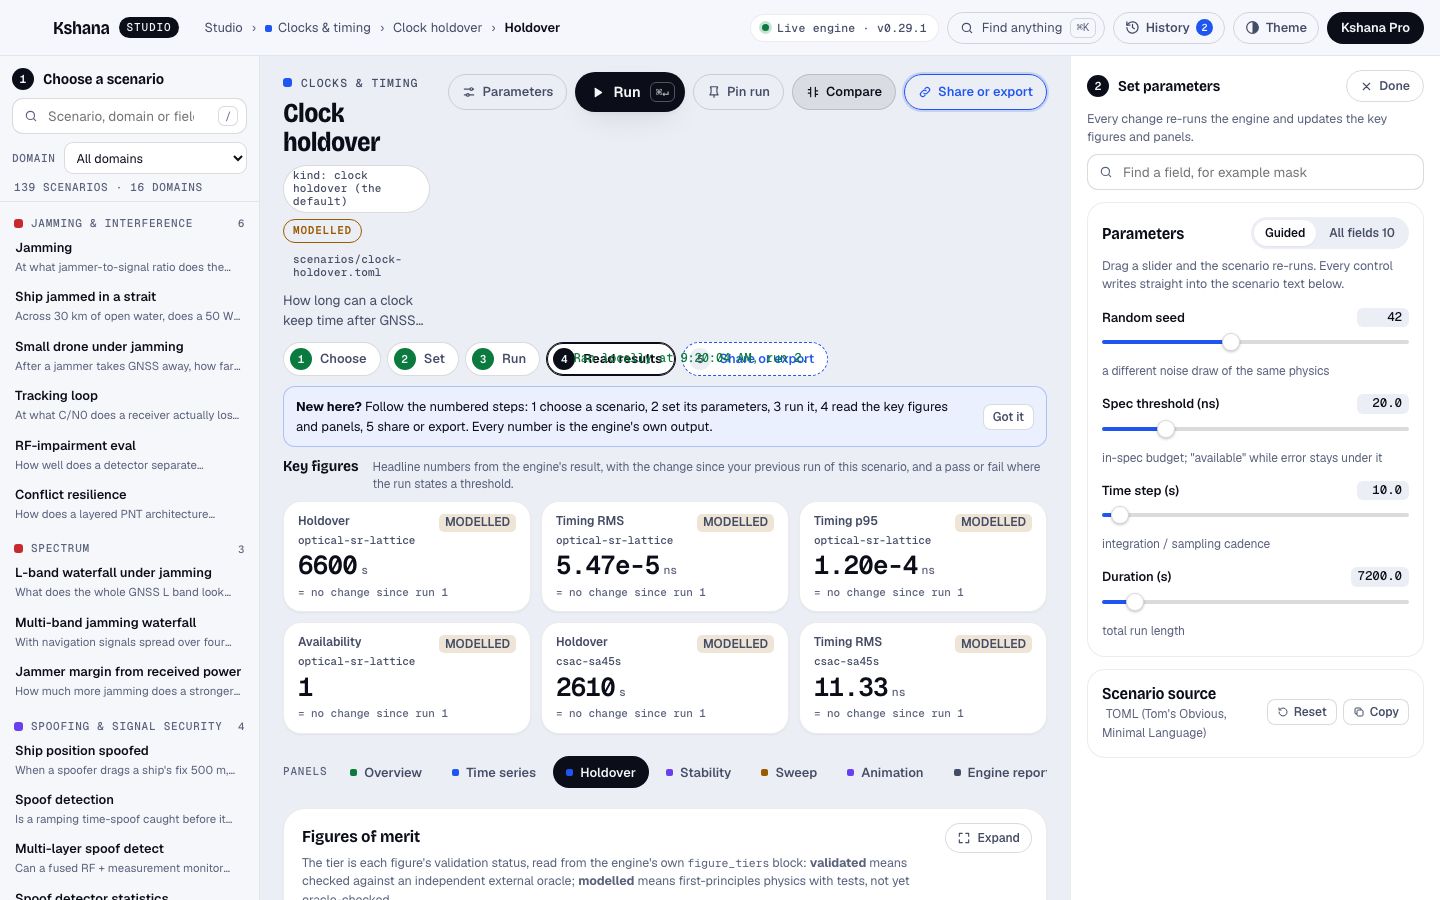 Kshana STUDIO
Studio › Clocks & timing › Clock holdover › Holdover
Live engine · v0.29.1
Find anything ⌘K
History 2
Theme
Kshana Pro
1 Choose a scenario
Scenario, domain or fiel /
DOMAIN All domains
139 SCENARIOS · 16 DOMAINS
JAMMING & INTERFERENCE 6
Jamming
At what jammer-to-signal ratio does the…
Ship jammed in a strait
Across 30 km of open water, does a 50 W…
Small drone under jamming
After a jammer takes GNSS away, how far…
Tracking loop
At what C/N0 does a receiver actually los…
RF-impairment eval
How well does a detector separate…
Conflict resilience
How does a layered PNT architecture…
SPECTRUM 3
L-band waterfall under jamming
What does the whole GNSS L band look…
Multi-band jamming waterfall
With navigation signals spread over four…
Jammer margin from received power
How much more jamming does a stronger…
SPOOFING & SIGNAL SECURITY 4
Ship position spoofed
When a spoofer drags a ship's fix 500 m,…
Spoof detection
Is a ramping time-spoof caught before it…
Multi-layer spoof detect
Can a fused RF + measurement monitor…
Spoof detector statistics
CLOCKS & TIMING
Clock
holdover
kind: clock
holdover (the
default)
MODELLED
scenarios/clock-
holdover.toml
How long can a clock
keep time after GNSS…
Parameters
Run ⌘↵
Pin run
Compare
Share or export
1 Choose
2 Set
3 Run
4 Read results
Share or export
Ran locally at 9:20:04 AM, run 2.
New here? Follow the numbered steps: 1 choose a scenario, 2 set its parameters, 3 run it, 4 read the key figures
and panels, 5 share or export. Every number is the engine's own output.
Got it
Key figures Headline numbers from the engine's result, with the change since your previous run of this scenario, and a pass or fail where
the run states a threshold.
Holdover MODELLED
optical-sr-lattice
6600 s
= no change since run 1
Timing RMS MODELLED
optical-sr-lattice
5.47e-5 ns
= no change since run 1
Timing p95 MODELLED
optical-sr-lattice
1.20e-4 ns
= no change since run 1
Availability MODELLED
optical-sr-lattice
1
= no change since run 1
Holdover MODELLED
csac-sa45s
2610 s
= no change since run 1
Timing RMS MODELLED
csac-sa45s
11.33 ns
= no change since run 1
PANELS Overview Time series Holdover Stability Sweep Animation Engine repor
Figures of merit
Expand
The tier is each figure's validation status, read from the engine's own figure_tiers block: validated means
checked against an independent external oracle; modelled means first-principles physics with tests, not yet
oracle-checked.
2 Set parameters
Done
Every change re-runs the engine and updates the key
figures and panels.
Find a field, for example mask
Parameters
Guided All fields 10
Drag a slider and the scenario re-runs. Every control
writes straight into the scenario text below.
Random seed 42
a different noise draw of the same physics
Spec threshold (ns) 20.0
in-spec budget; "available" while error stays under it
Time step (s) 10.0
integration / sampling cadence
Duration (s) 7200.0
total run length
Scenario source
TOML (Tom's Obvious,
Minimal Language)
Reset
Copy